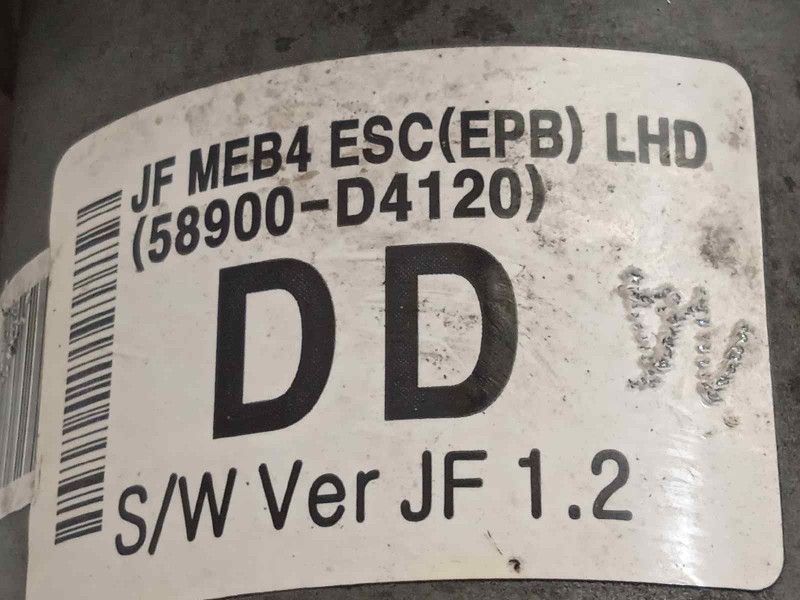 JF MEB4 ESC(EPB) LHD
(58900-D4120)
DD
S/W Ver JF 1.2